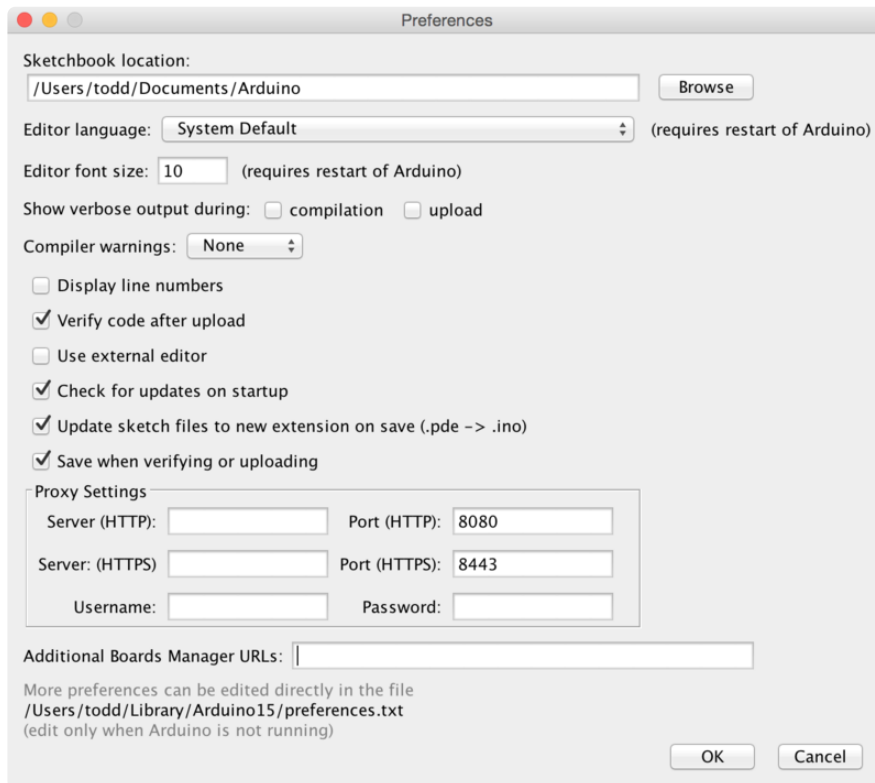 Preferences
Sketchbook location:
/Users/todd/Documents/Arduino Browse
Editor language: System Default (requires restart of Arduino)
Editor font size: 10 (requires restart of Arduino)
Show verbose output during: compilation upload
Compiler warnings: None
Display line numbers
Verify code after upload
Use external editor
Check for updates on startup
Update sketch files to new extension on save (.pde -> .ino)
Save when verifying or uploading
Proxy Settings
Server (HTTP): Port (HTTP): 8080
Server: (HTTPS) Port (HTTPS): 8443
Username: Password:
Additional Boards Manager URLs:
More preferences can be edited directly in the file
/Users/todd/Library/Arduino15/preferences.txt
(edit only when Arduino is not running)
OK Cancel